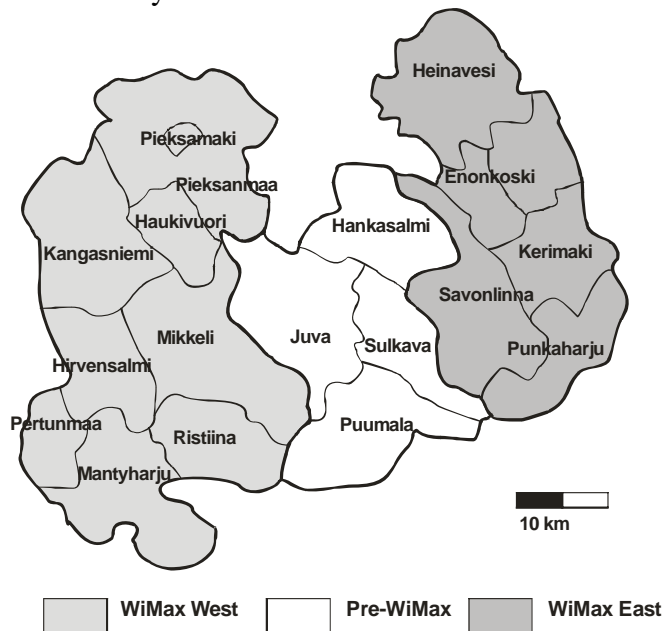 Heinavesi
Pieksamaki
Enonkoski
Pieksanmaa
Haukivuori
Hankasalmi
Kangasniemi
Kerimaki
Savonlinna
Mikkeli
Juva
Sulkava
Punkaharju
Hirvensalmi
Pertunmaa
Ristiina
Puumala
Mantyharju
10 km
WiMax West
Pre-WiMax
WiMax East